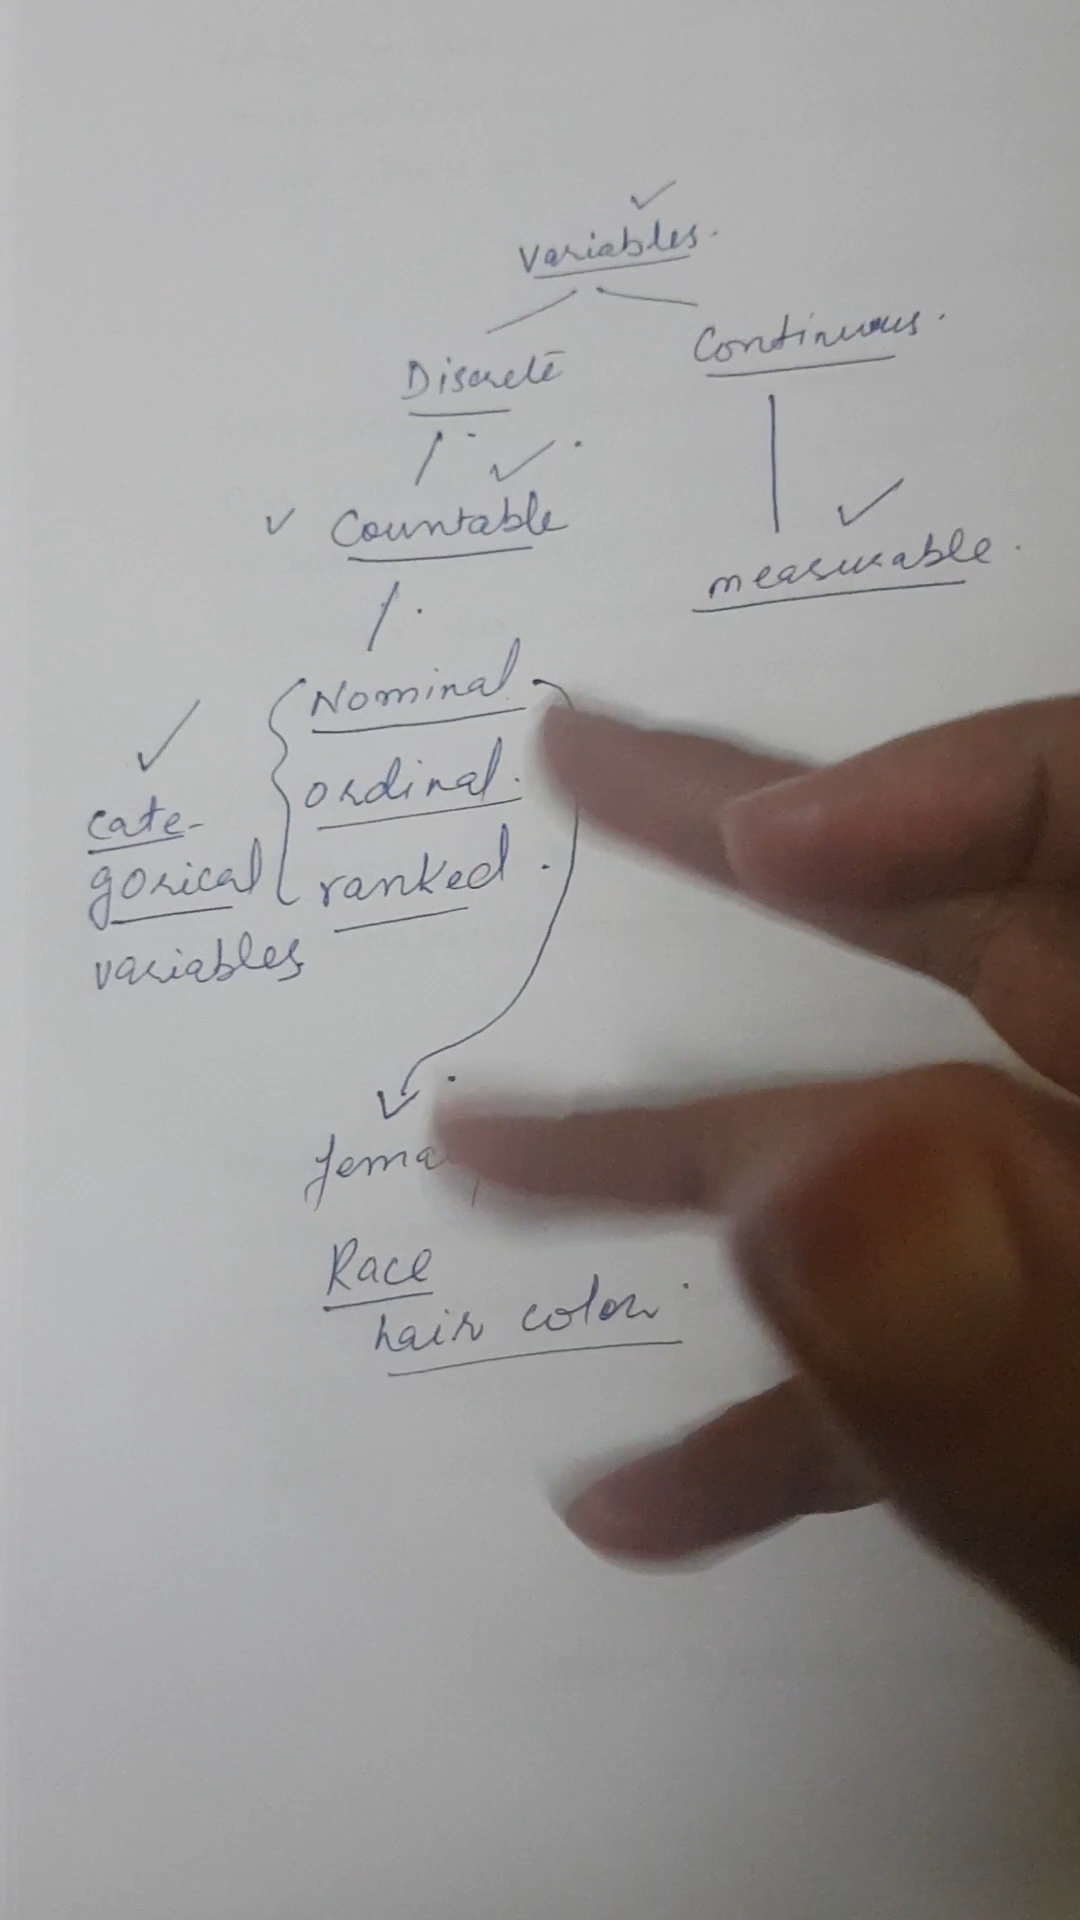 Variables.
Discrete Continuous.
Countable measurable.
Nominal
ordinal.
ranked.
cate-
gorical
variables
Race
hair color